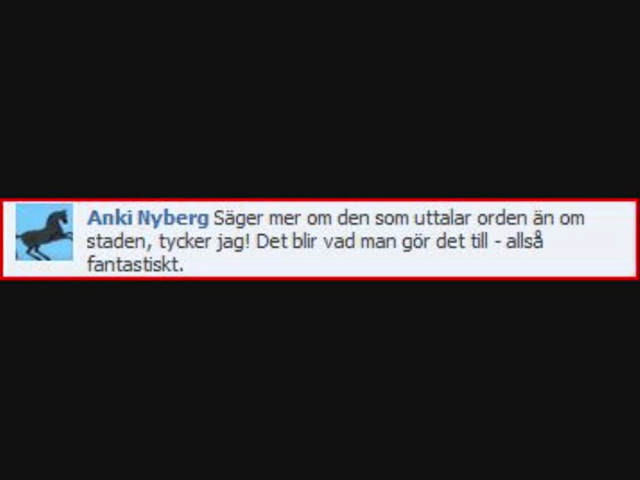 Anki Nyberg Säger mer om den som uttalar orden än om
staden, tycker jag! Det blir vad man gör det till - allså
fantastiskt.